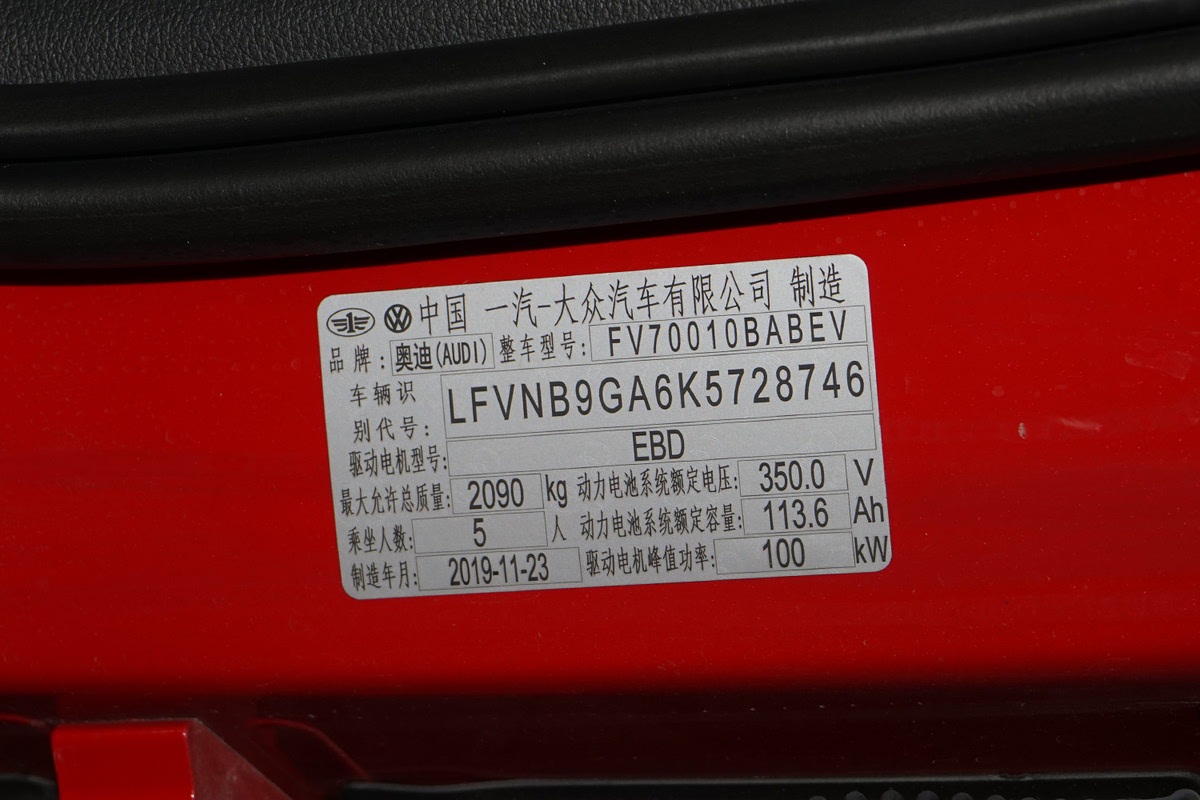 中国 一汽-大众汽车有限公司 制造
品牌: 奥迪(AUDI) 整车型号: FV70010BABEV
车辆识别代号: LFVNB9GA6K5728746
驱动电机型号: EBD
最大允许总质量: 2090 kg 动力电池系统额定电压: 350.0 V
乘坐人数: 5 人 动力电池系统额定容量: 113.6 Ah
制造年月: 2019-11-23 驱动电机峰值功率: 100 kW